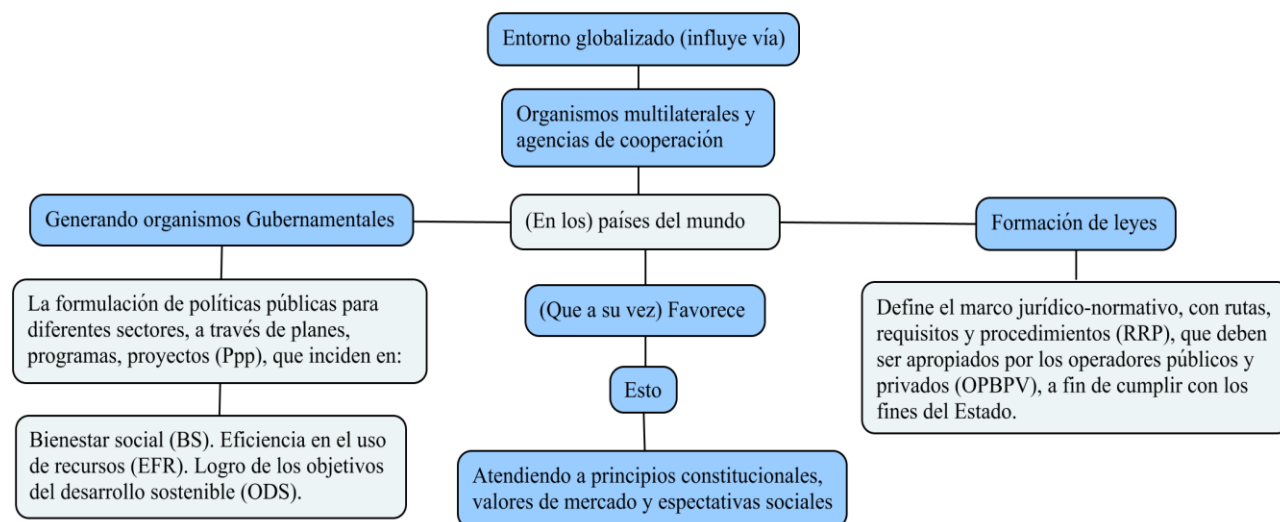 Entorno globalizado (influye vía)
Organismos multilaterales y
agencias de cooperación
Generando organismos Gubernamentales
(En los) países del mundo
Formación de leyes
La formulación de políticas públicas para
diferentes sectores, a través de planes,
programas, proyectos (Ppp), que inciden en:
(Que a su vez) Favorece
Define el marco jurídico-normativo, con rutas,
requisitos y procedimientos (RRP), que deben
ser apropiados por los operadores públicos y
privados (OPBPV), a fin de cumplir con los
fines del Estado.
Esto
Bienestar social (BS). Eficiencia en el uso
de recursos (EFR). Logro de los objetivos
del desarrollo sostenible (ODS).
Atendiendo a principios constitucionales,
valores de mercado y espectativas sociales